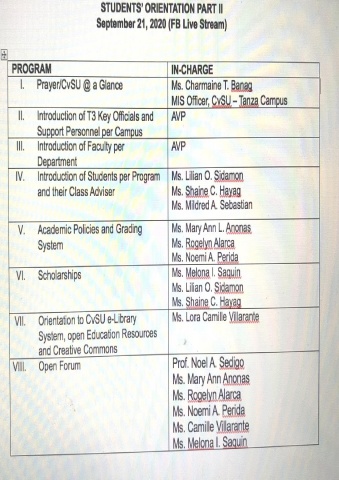 STUDENTS' ORIENTATION PART II
September 21, 2020 (FB Live Stream)
PROGRAM IN-CHARGE
I. Prayer/CvSU @ a Glance Ms. Charmaine T. Banag
MIS Officer, CvSU – Tanza Campus
II. Introduction of T3 Key Officials and AVP
Support Personnel per Campus
III. Introduction of Faculty per AVP
Department
IV. Introduction of Students per Program Ms. Lilian O. Sidamon
and their Class Adviser Ms. Shaine C. Hayag
Ms. Mildred A. Sebastian
V. Academic Policies and Grading Ms. Mary Ann L. Anonas
System Ms. Rogelyn Alarca
Ms. Noemi A. Perida
VI. Scholarships Ms. Melona I. Saquin
Ms. Lilian O. Sidamon
Ms. Shaine C. Hayag
VII. Orientation to CvSU e-Library Ms. Lora Camille Villarante
System, open Education Resources
and Creative Commons
VIII. Open Forum Prof. Noel A. Sedigo
Ms. Mary Ann Anonas
Ms. Rogelyn Alarca
Ms. Noemi A. Perida
Ms. Camille Villarante
Ms. Melona I. Saquin